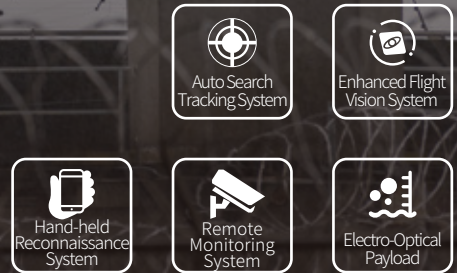 Auto Search
Tracking System
Enhanced Flight
Vision System
Hand-held
Reconnaissance
System
Remote
Monitoring
System
Electro-Optical
Payload